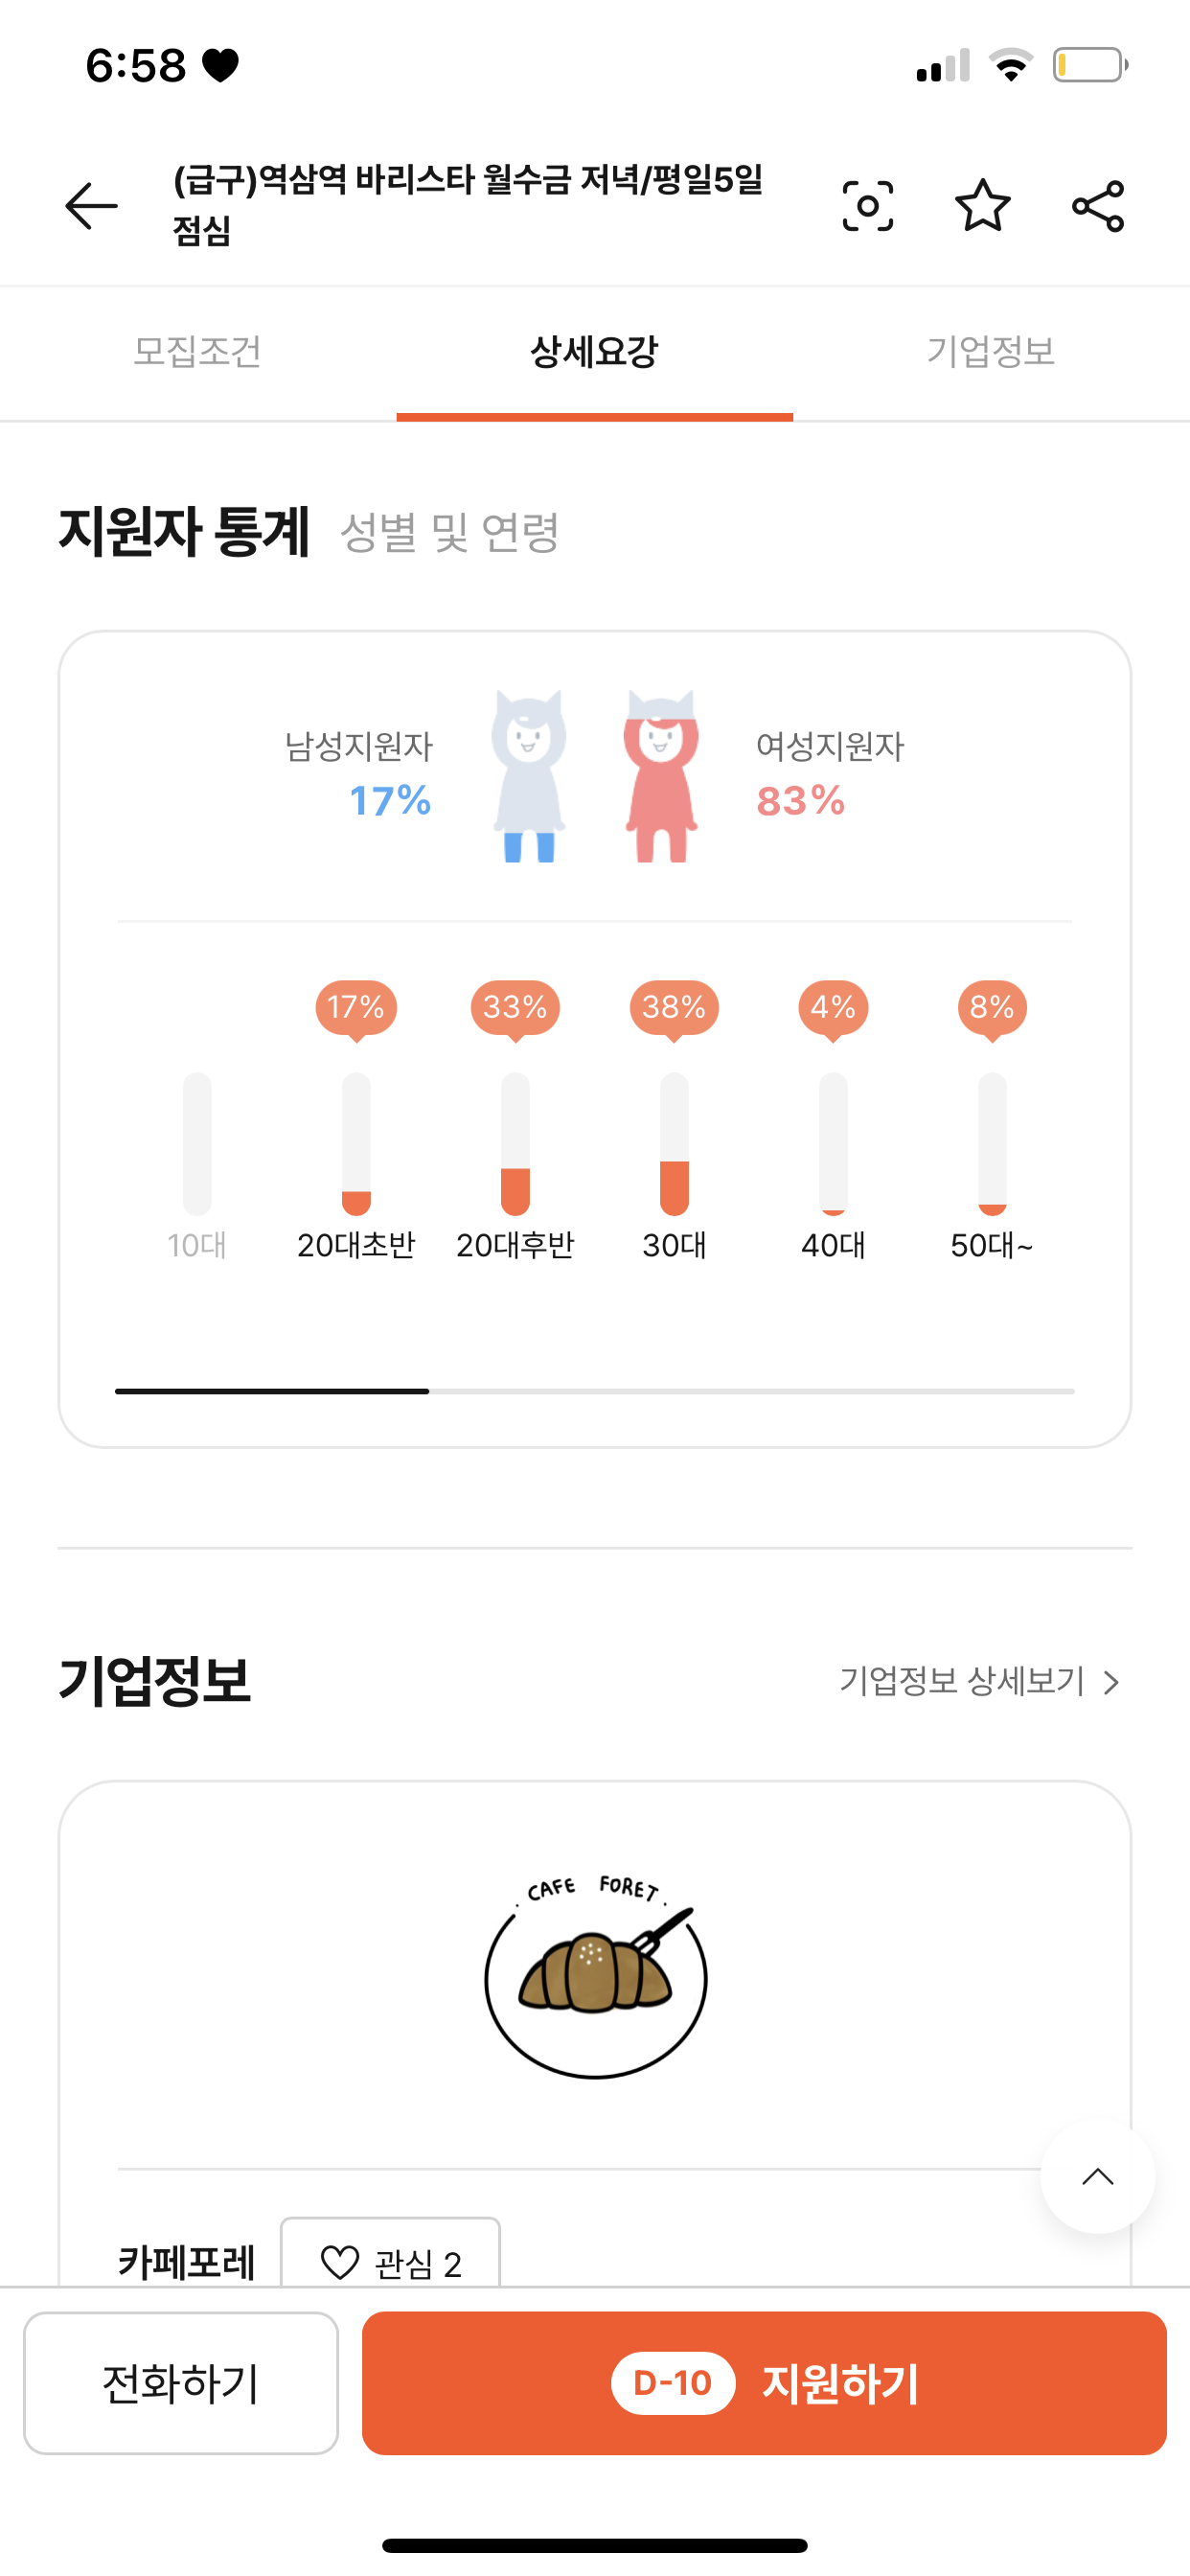 6:58
(급구)역삼역 바리스타 월수금 저녁/평일5일
점심
모집조건 상세요강 기업정보
지원자 통계 성별 및 연령
남성지원자 여성지원자
17% 83%
17% 33% 38% 4% 8%
10대 20대초반 20대후반 30대 40대 50대~
기업정보 기업정보 상세보기
· CAFE FORET ·
카페포레 관심 2
전화하기 D-10 지원하기